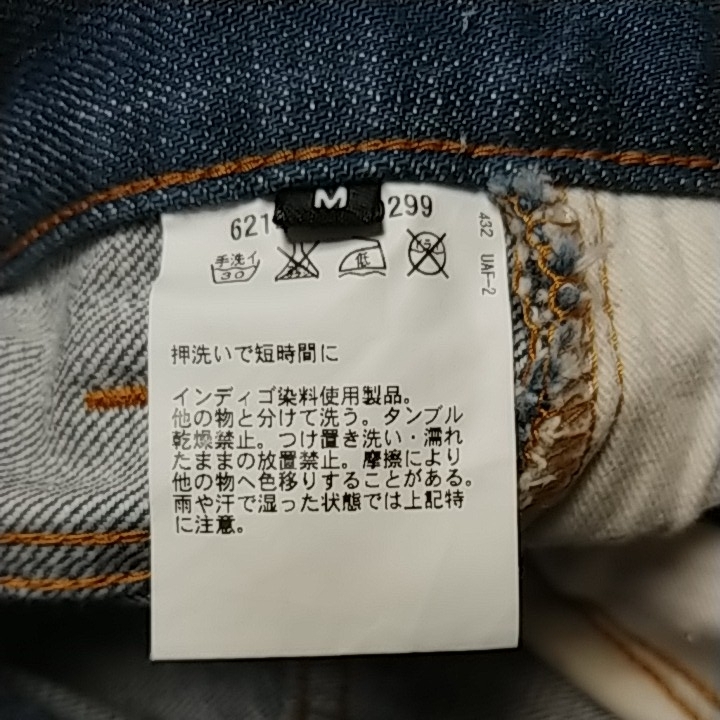 M
621
299
432 UAF-2
手洗イ
30
低
押洗いで短時間に
インディゴ染料使用製品。
他の物と分けて洗う。タンブル
乾燥禁止。つけ置き洗い・濡れ
たままの放置禁止。摩擦により
他の物へ色移りすることがある。
雨や汗で湿った状態では上記特
に注意。